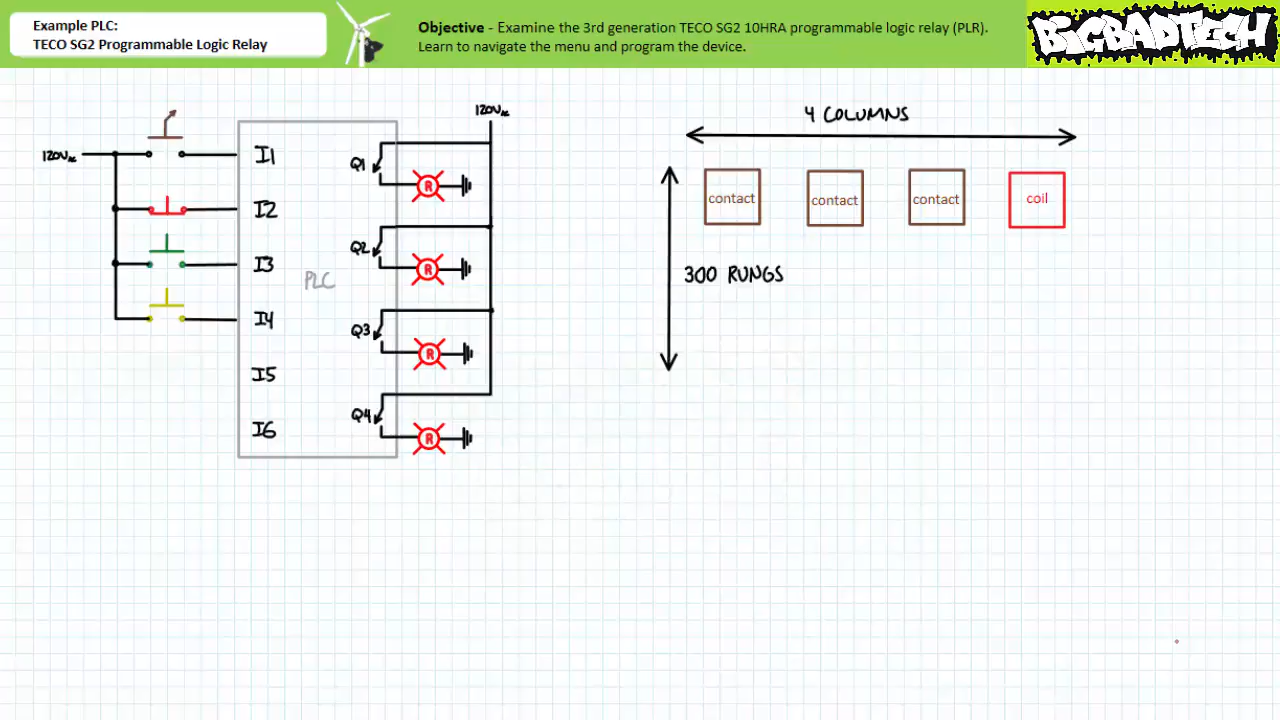 Example PLC:
TECO SG2 Programmable Logic Relay
Objective - Examine the 3rd generation TECO SG2 10HRA programmable logic relay (PLR).
Learn to navigate the menu and program the device.
BIGBADTECH
120Vac
I1
I2
I3
I4
I5
I6
PLC
120Vac
Q1
R
Q2
R
Q3
R
Q4
R
4 COLUMNS
contact contact contact coil
300 RUNGS